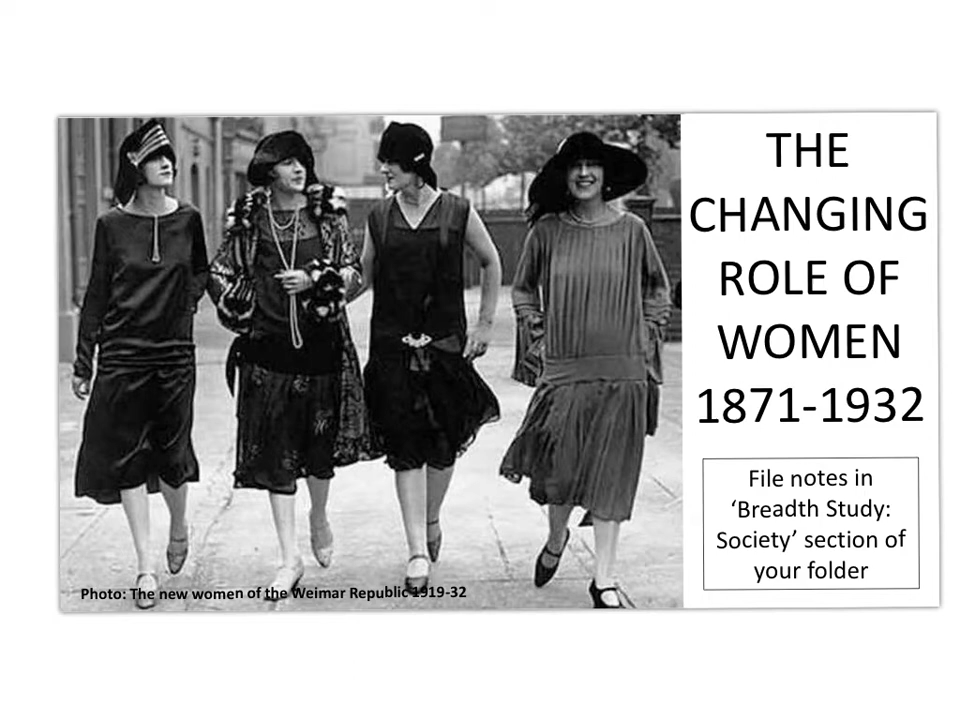 THE
CHANGING
ROLE OF
WOMEN
1871-1932
File notes in
‘Breadth Study:
Society’ section of
your folder
Photo: The new women of the Weimar Republic 1919-32